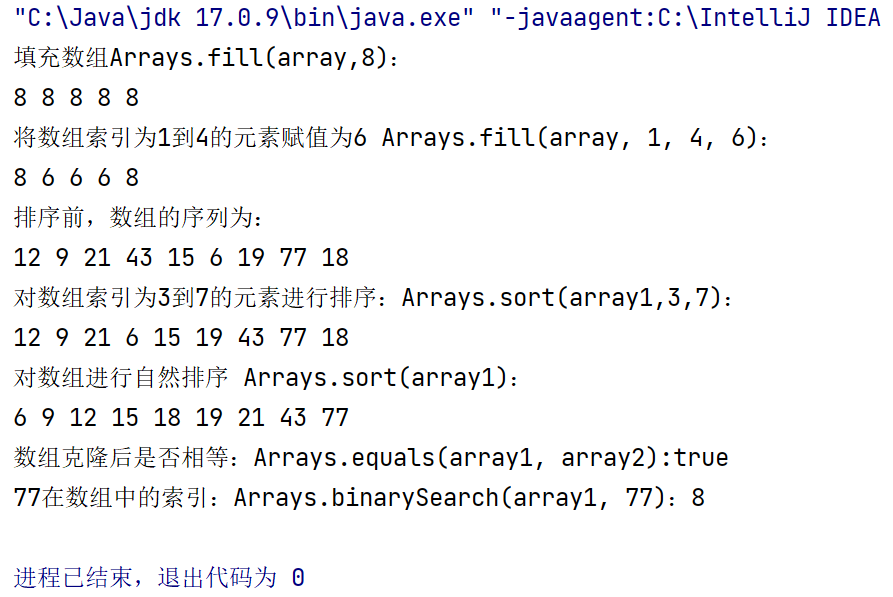 "C:\Java\jdk 17.0.9\bin\java.exe" "-javaagent:C:\IntelliJ IDEA
填充数组Arrays.fill(array,8)：
8 8 8 8 8
将数组索引为1到4的元素赋值为6 Arrays.fill(array, 1, 4, 6)：
8 6 6 6 8
排序前，数组的序列为：
12 9 21 43 15 6 19 77 18
对数组索引为3到7的元素进行排序：Arrays.sort(array1,3,7)：
12 9 21 6 15 19 43 77 18
对数组进行自然排序 Arrays.sort(array1)：
6 9 12 15 18 19 21 43 77
数组克隆后是否相等：Arrays.equals(array1, array2):true
77在数组中的索引：Arrays.binarySearch(array1, 77)：8
进程已结束，退出代码为 0